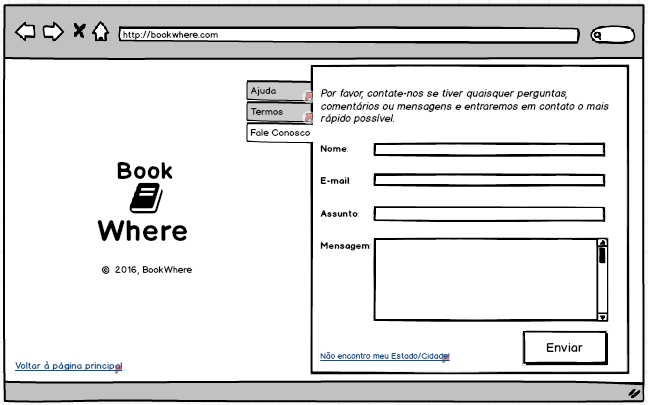 http://bookwhere.com
Ajuda
Termos
Fale Conosco
Por favor, contate-nos se tiver quaisquer perguntas,
comentários ou mensagens e entraremos em contato o mais
rápido possível.
Nome:
E-mail:
Assunto:
Mensagem:
Book
Where
© 2016, BookWhere
Não encontro meu Estado/Cidade!
Enviar
Voltar à página principal